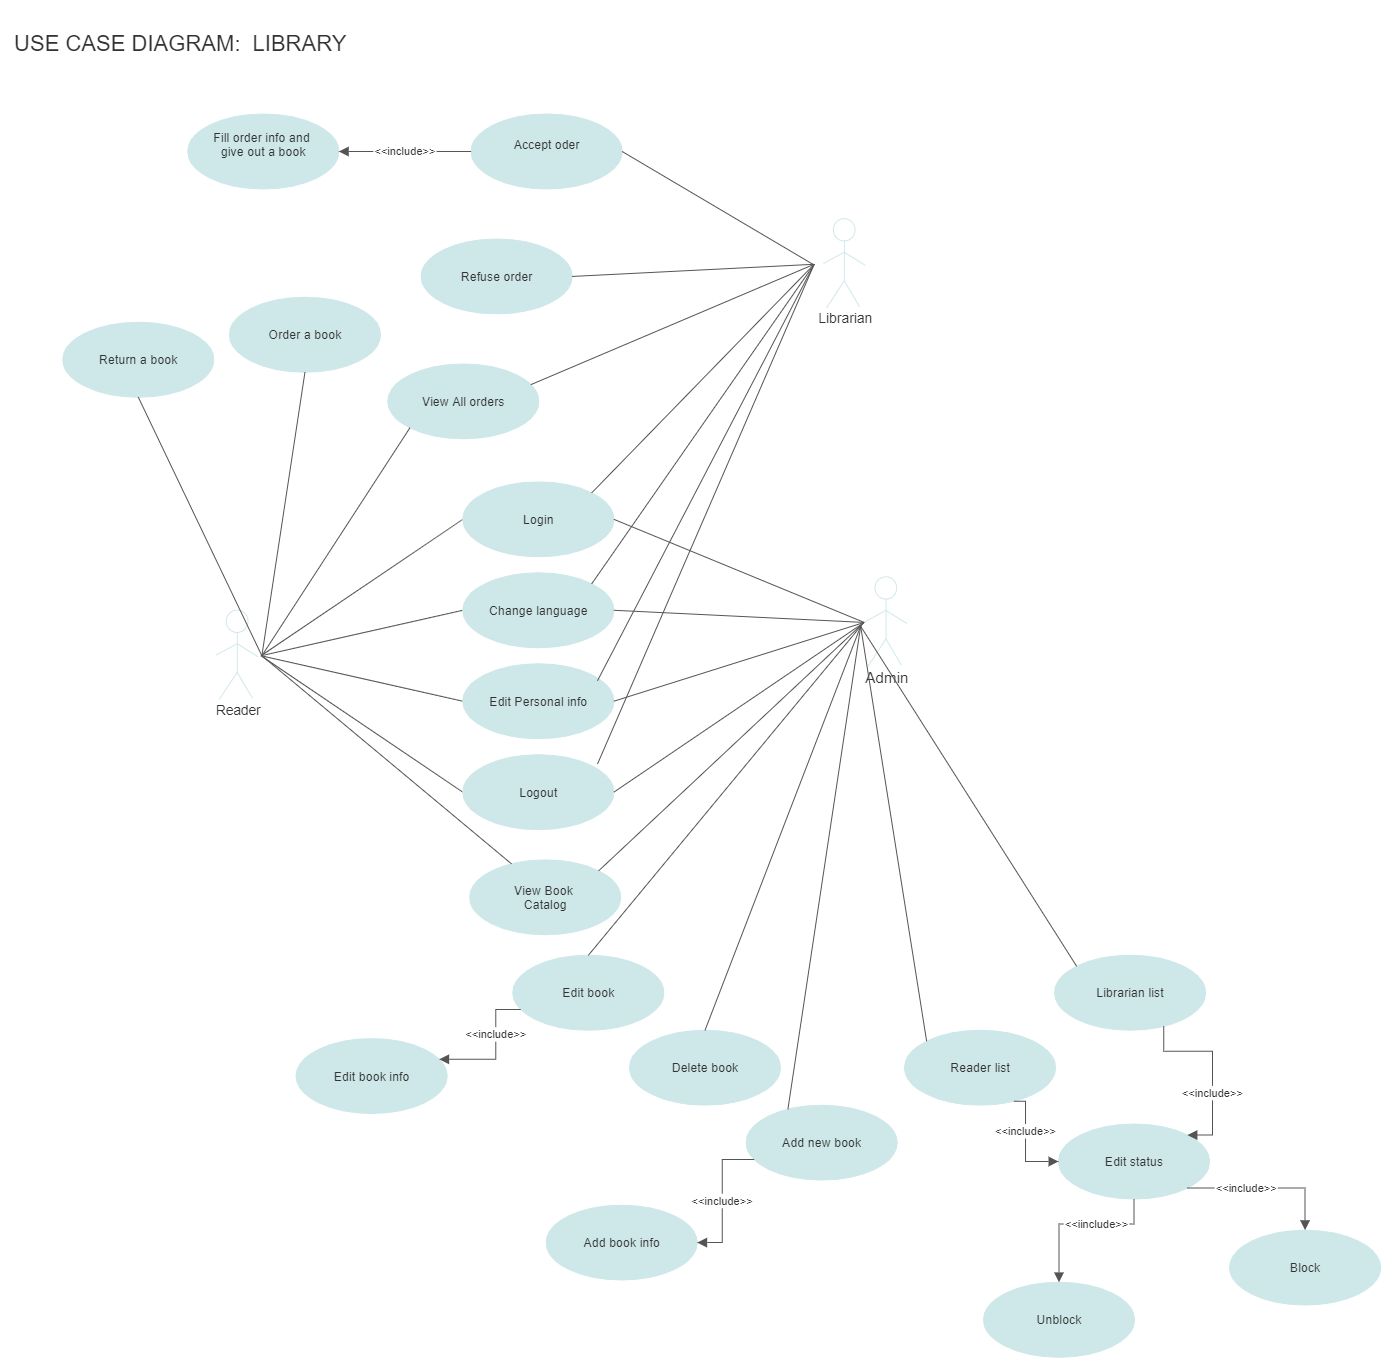 USE CASE DIAGRAM:  LIBRARY
Fill order info and
give out a book
<<include>>
Accept oder
Refuse order
Librarian
Order a book
Return a book
View All orders
Login
Change language
Admin
Edit Personal info
Reader
Logout
View Book
Catalog
Edit book
Librarian list
<<include>>
Edit book info
Delete book
Reader list
<<include>>
<<include>>
Add new book
Edit status
<<include>>
<<include>>
<<iinclude>>
Add book info
Block
Unblock